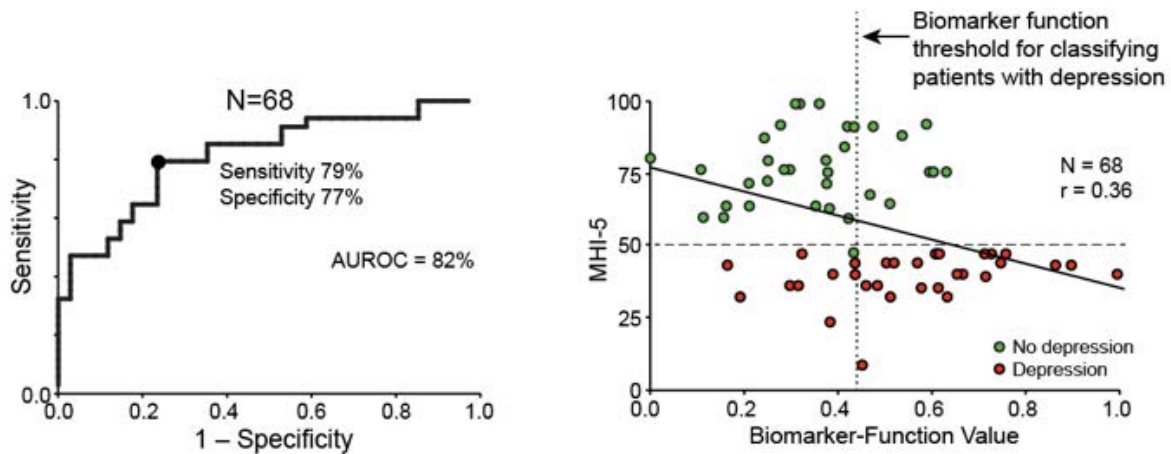 N=68
1.0
Sensitivity 79%
Specificity 77%
AUROC = 82%
Sensitivity
0.0
0.0 0.2 0.4 0.6 0.8 1.0
1 – Specificity
Biomarker function
threshold for classifying
patients with depression
100
75
50
25
0
MHI-5
N = 68
r = 0.36
No depression
Depression
0.0 0.2 0.4 0.6 0.8 1.0
Biomarker-Function Value